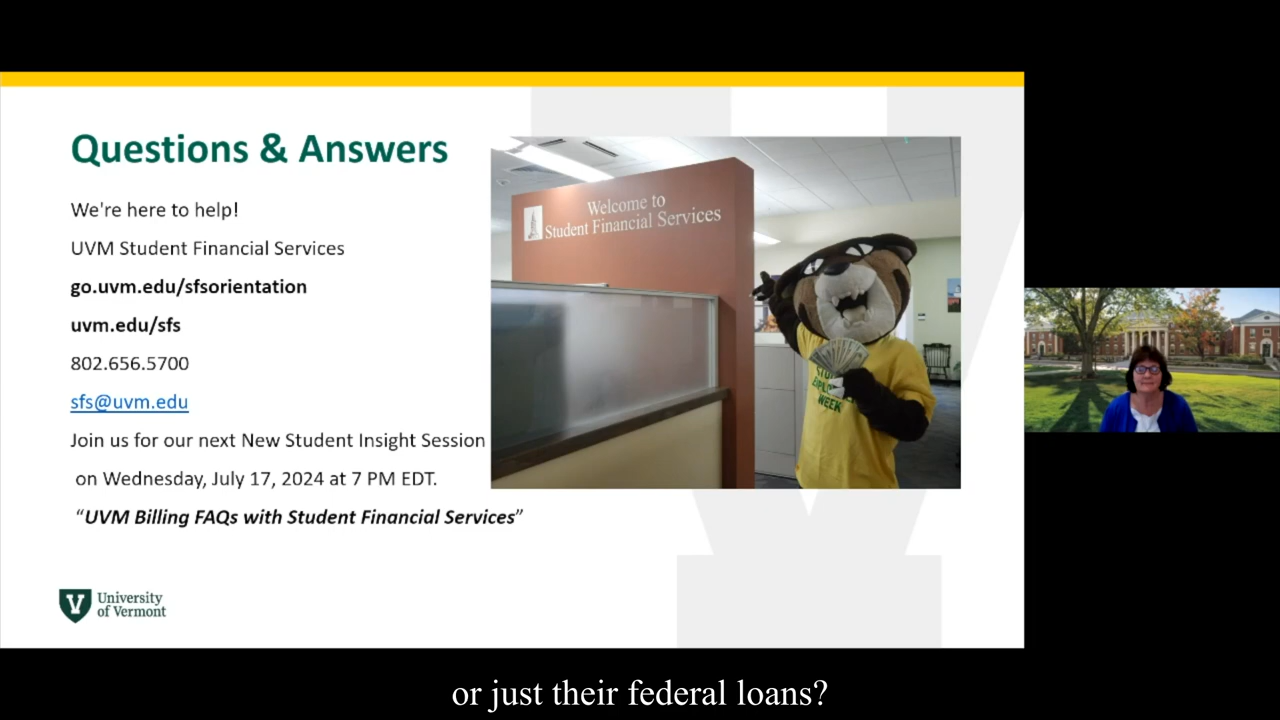 Questions & Answers
We're here to help!
UVM Student Financial Services
go.uvm.edu/sfsorientation
uvm.edu/sfs
802.656.5700
sfs@uvm.edu
Join us for our next New Student Insight Session
on Wednesday, July 17, 2024 at 7 PM EDT.
“UVM Billing FAQs with Student Financial Services”
Welcome to
Student Financial Services
WEEK
University
of Vermont
or just their federal loans?